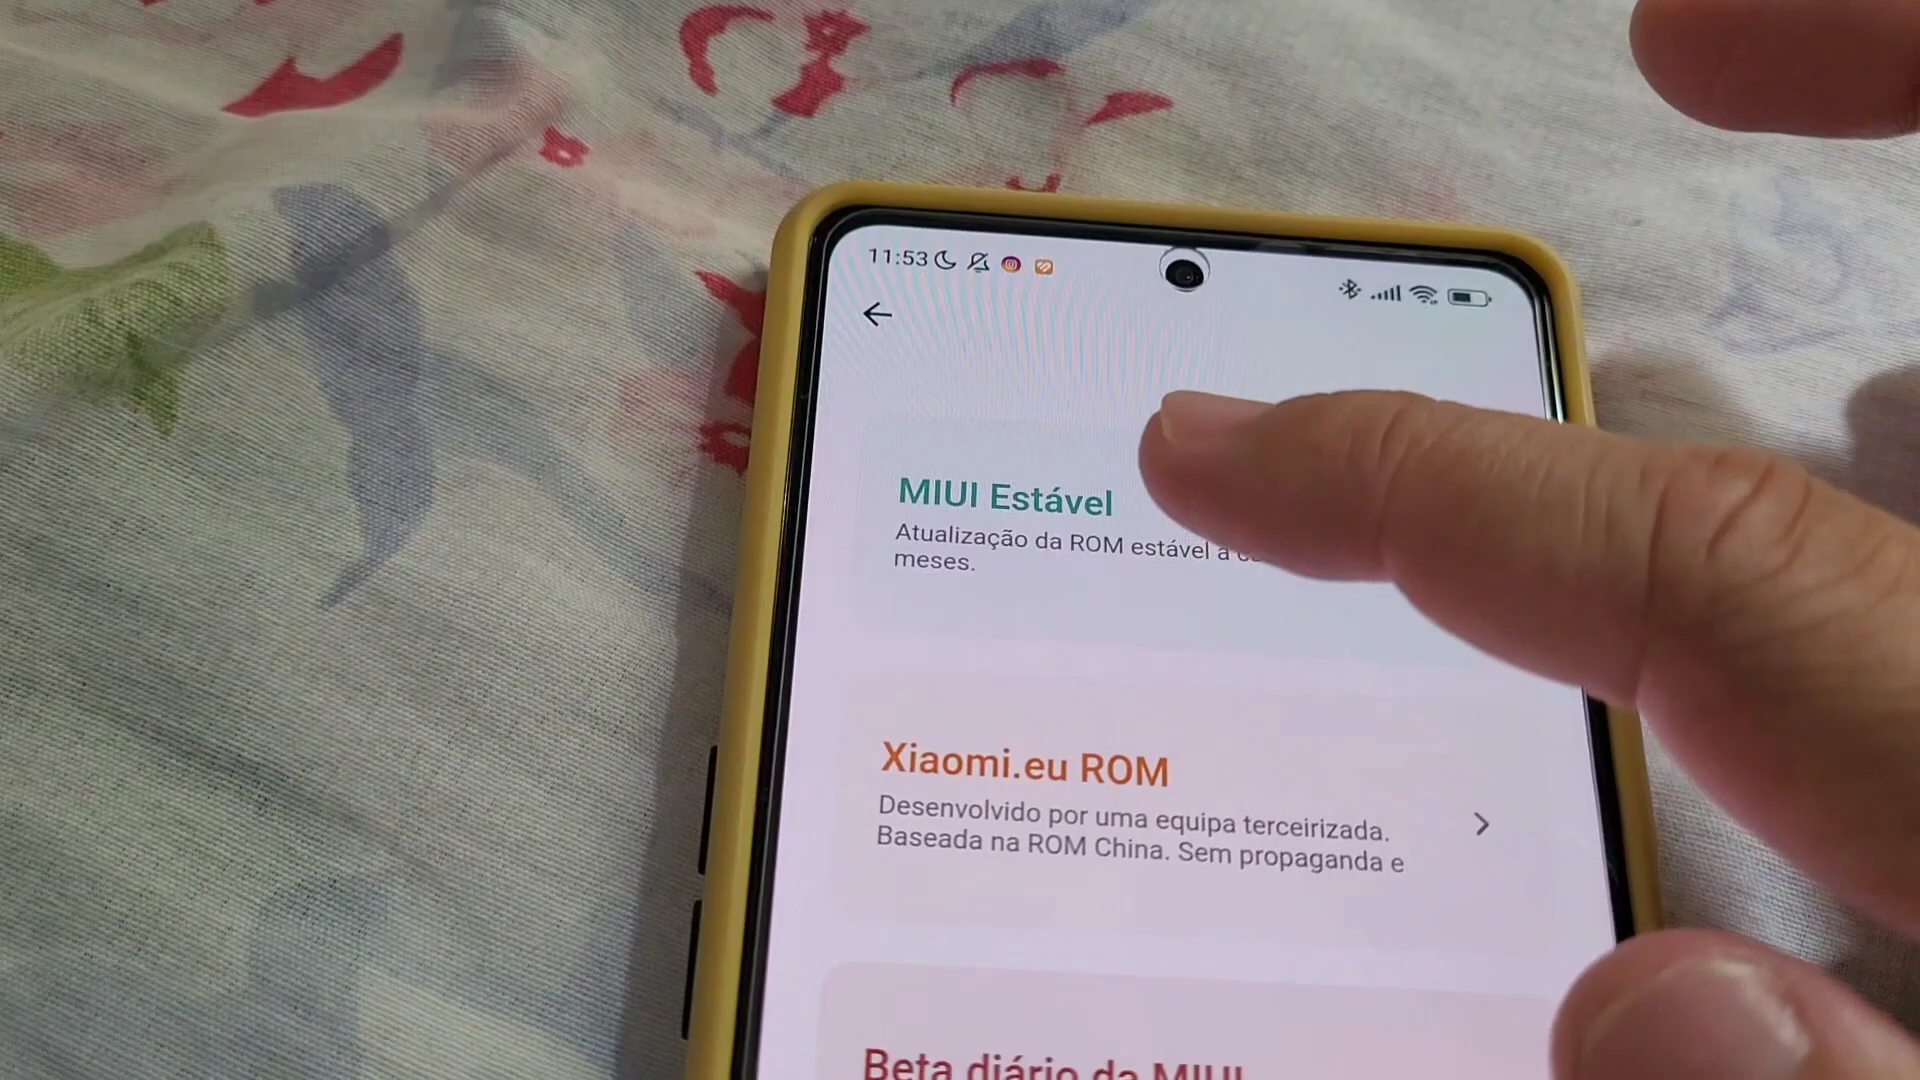 11:53
MIUI Estável
Atualização da ROM estável a
meses.
Xiaomi.eu ROM
Desenvolvido por uma equipa terceirizada.
Baseada na ROM China. Sem propaganda e
Beta diário da MIUI